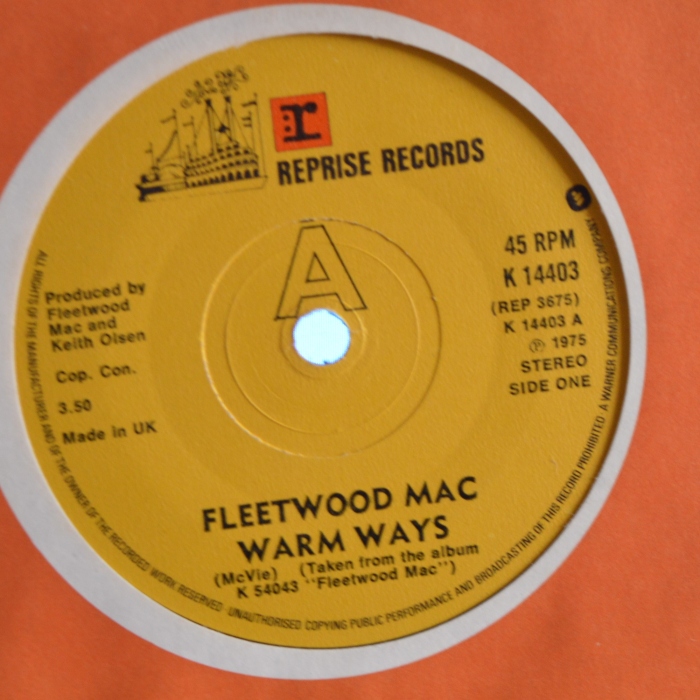 r:
REPRISE RECORDS
A
Produced by
Fleetwood
Mac and
Keith Olsen
Cop. Con.
3.50
Made in UK
45 RPM
K 14403
(REP 3675)
K 14403 A
Ⓟ 1975
STEREO
SIDE ONE
FLEETWOOD MAC
WARM WAYS
(McVie) (Taken from the album
K 54043 "Fleetwood Mac")
ALL RIGHTS OF THE MANUFACTURER AND OF THE OWNER OF THE RECORDED WORK RESERVED · UNAUTHORISED COPYING PUBLIC PERFORMANCE AND BROADCASTING OF THIS RECORD PROHIBITED A WARNER COMMUNICATIONS COMPANY